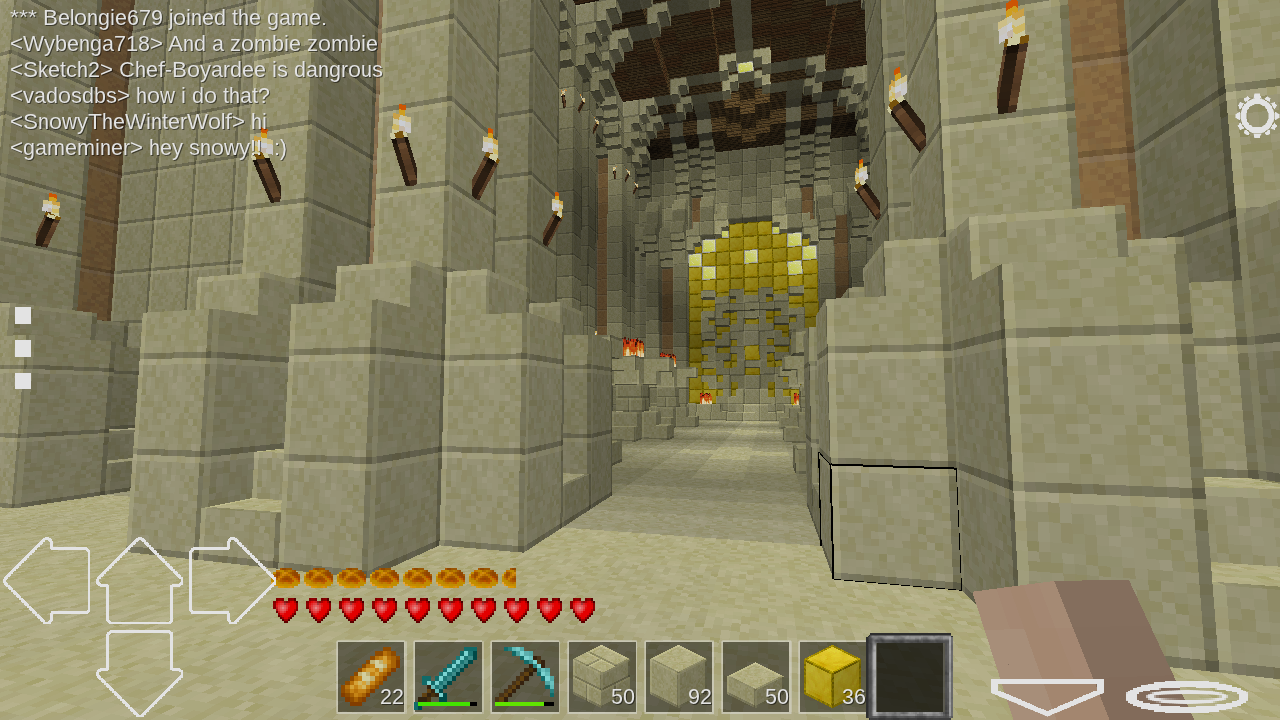 *** Belongie679 joined the game.
<Wybenga718> And a zombie zombie
<Sketch2> Chef-Boyardee is dangrous
<vadosdbs> how i do that?
<SnowyTheWinterWolf> hi
<gameminer> hey snowy!! :)
22 50 92 50 36